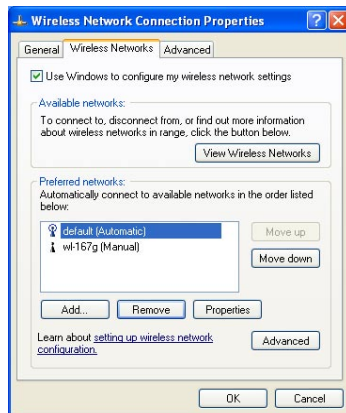 Wireless Network Connection Properties
General Wireless Networks Advanced
Use Windows to configure my wireless network settings
Available networks:
To connect to, disconnect from, or find out more information
about wireless networks in range, click the button below.
View Wireless Networks
Preferred networks:
Automatically connect to available networks in the order listed
below:
default (Automatic)
wl-167g (Manual)
Move up
Move down
Add... Remove Properties
Learn about setting up wireless network
configuration.
Advanced
OK Cancel